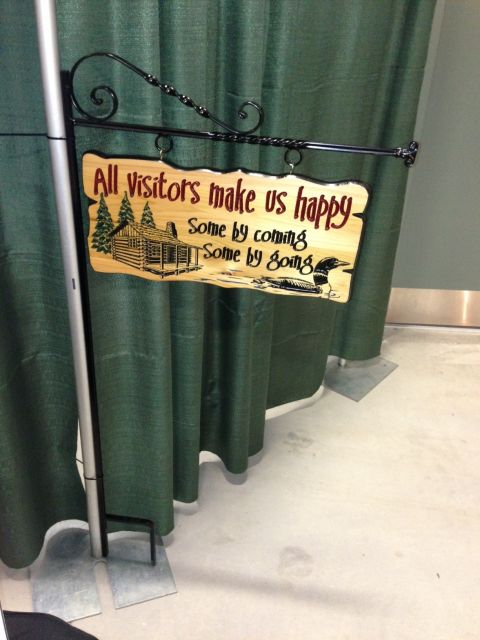 All visitors make us happy
Some by coming
Some by going